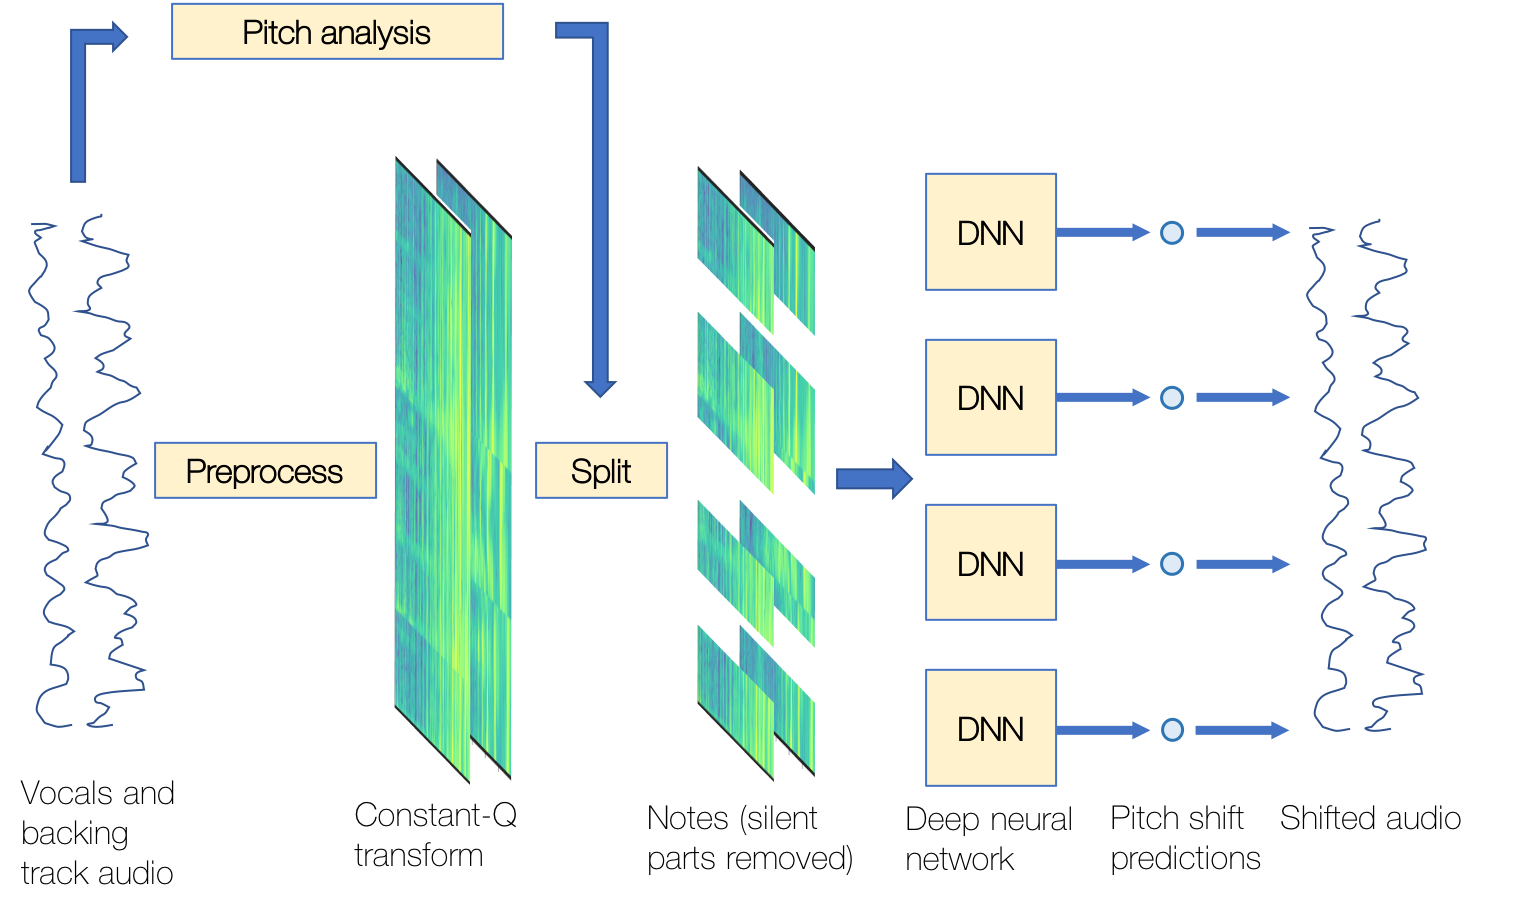 Pitch analysis
Preprocess
Split
DNN
DNN
DNN
DNN
Vocals and
backing
track audio
Constant-Q
transform
Notes (silent
parts removed)
Deep neural
network
Pitch shift
predictions
Shifted audio